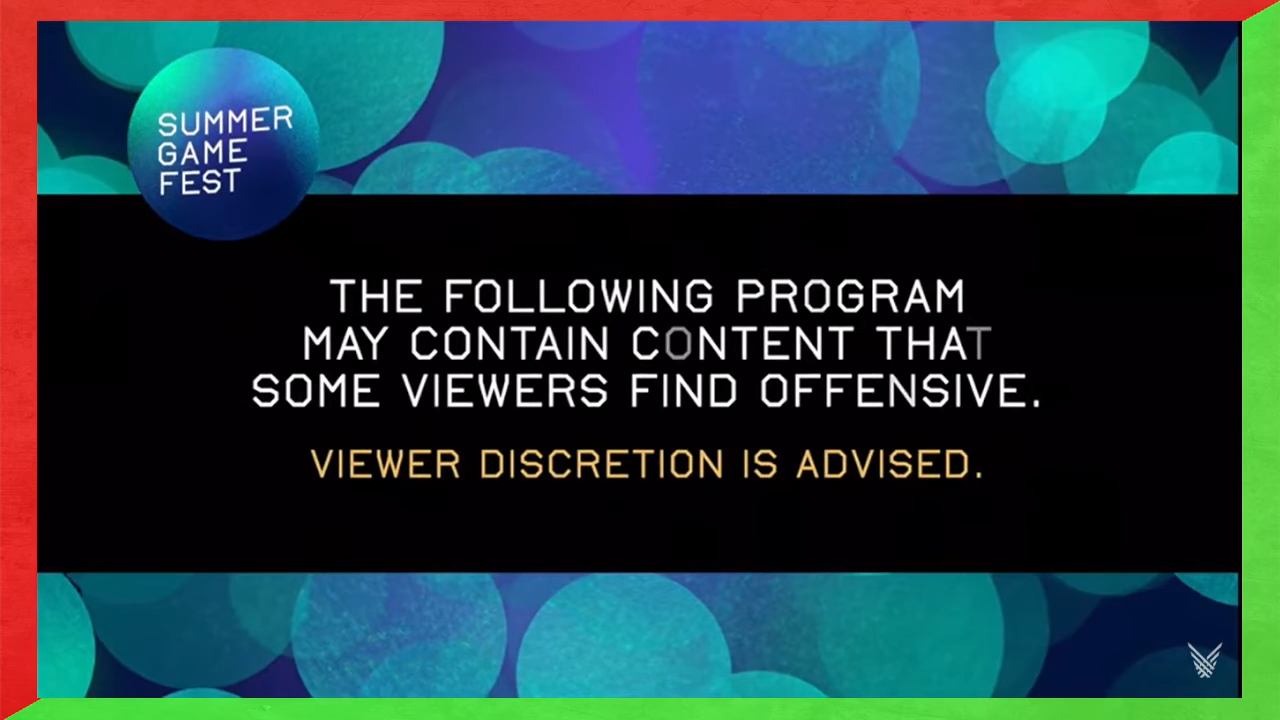 SUMMER
GAME
FEST
THE FOLLOWING PROGRAM
MAY CONTAIN CONTENT THAT
SOME VIEWERS FIND OFFENSIVE.
VIEWER DISCRETION IS ADVISED.